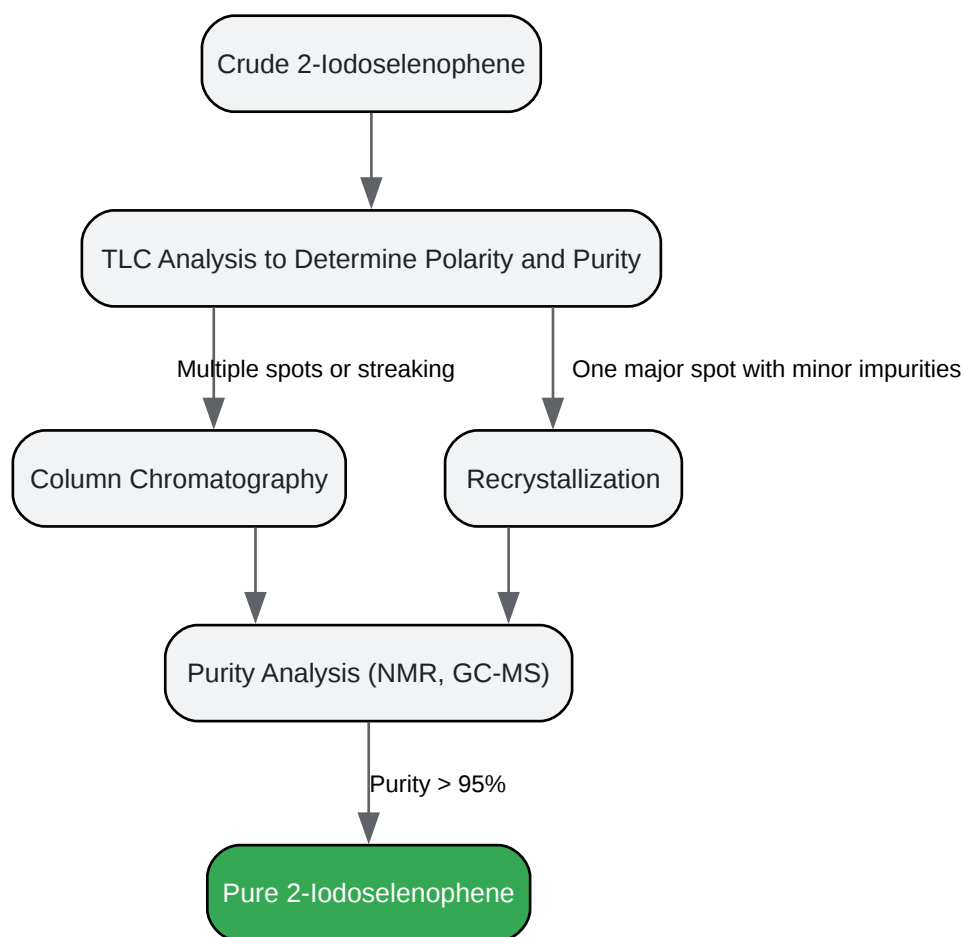 Crude 2-Iodoselenophene
TLC Analysis to Determine Polarity and Purity
Multiple spots or streaking
One major spot with minor impurities
Column Chromatography
Recrystallization
Purity Analysis (NMR, GC-MS)
Purity > 95%
Pure 2-Iodoselenophene